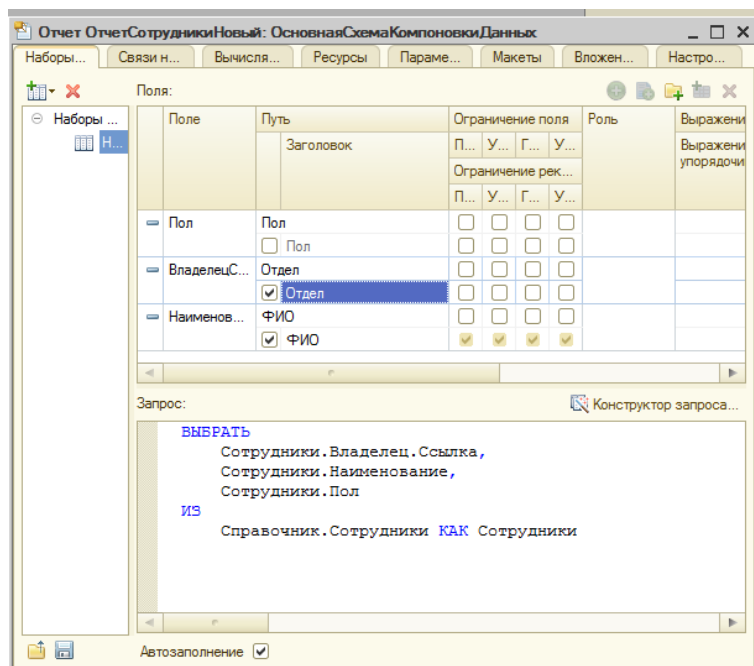 Отчет ОтчетСотрудникиНовый: ОсновнаяСхемаКомпоновкиДанных
Наборы... Связи н... Вычисля... Ресурсы Параме... Макеты Вложен... Настро...
Поля:
Наборы ...
Н...
Поле Путь Ограничение поля Роль Выражени
Заголовок П... У... Г... У... Выражени
упорядочи
Ограничение рек...
П... У... Г... У...
Пол Пол
Пол
ВладелецС... Отдел
Отдел
Наименов... ФИО
ФИО
Запрос: Конструктор запроса...
ВЫБРАТЬ
Сотрудники.Владелец.Ссылка,
Сотрудники.Наименование,
Сотрудники.Пол
ИЗ
Справочник.Сотрудники КАК Сотрудники
Автозаполнение